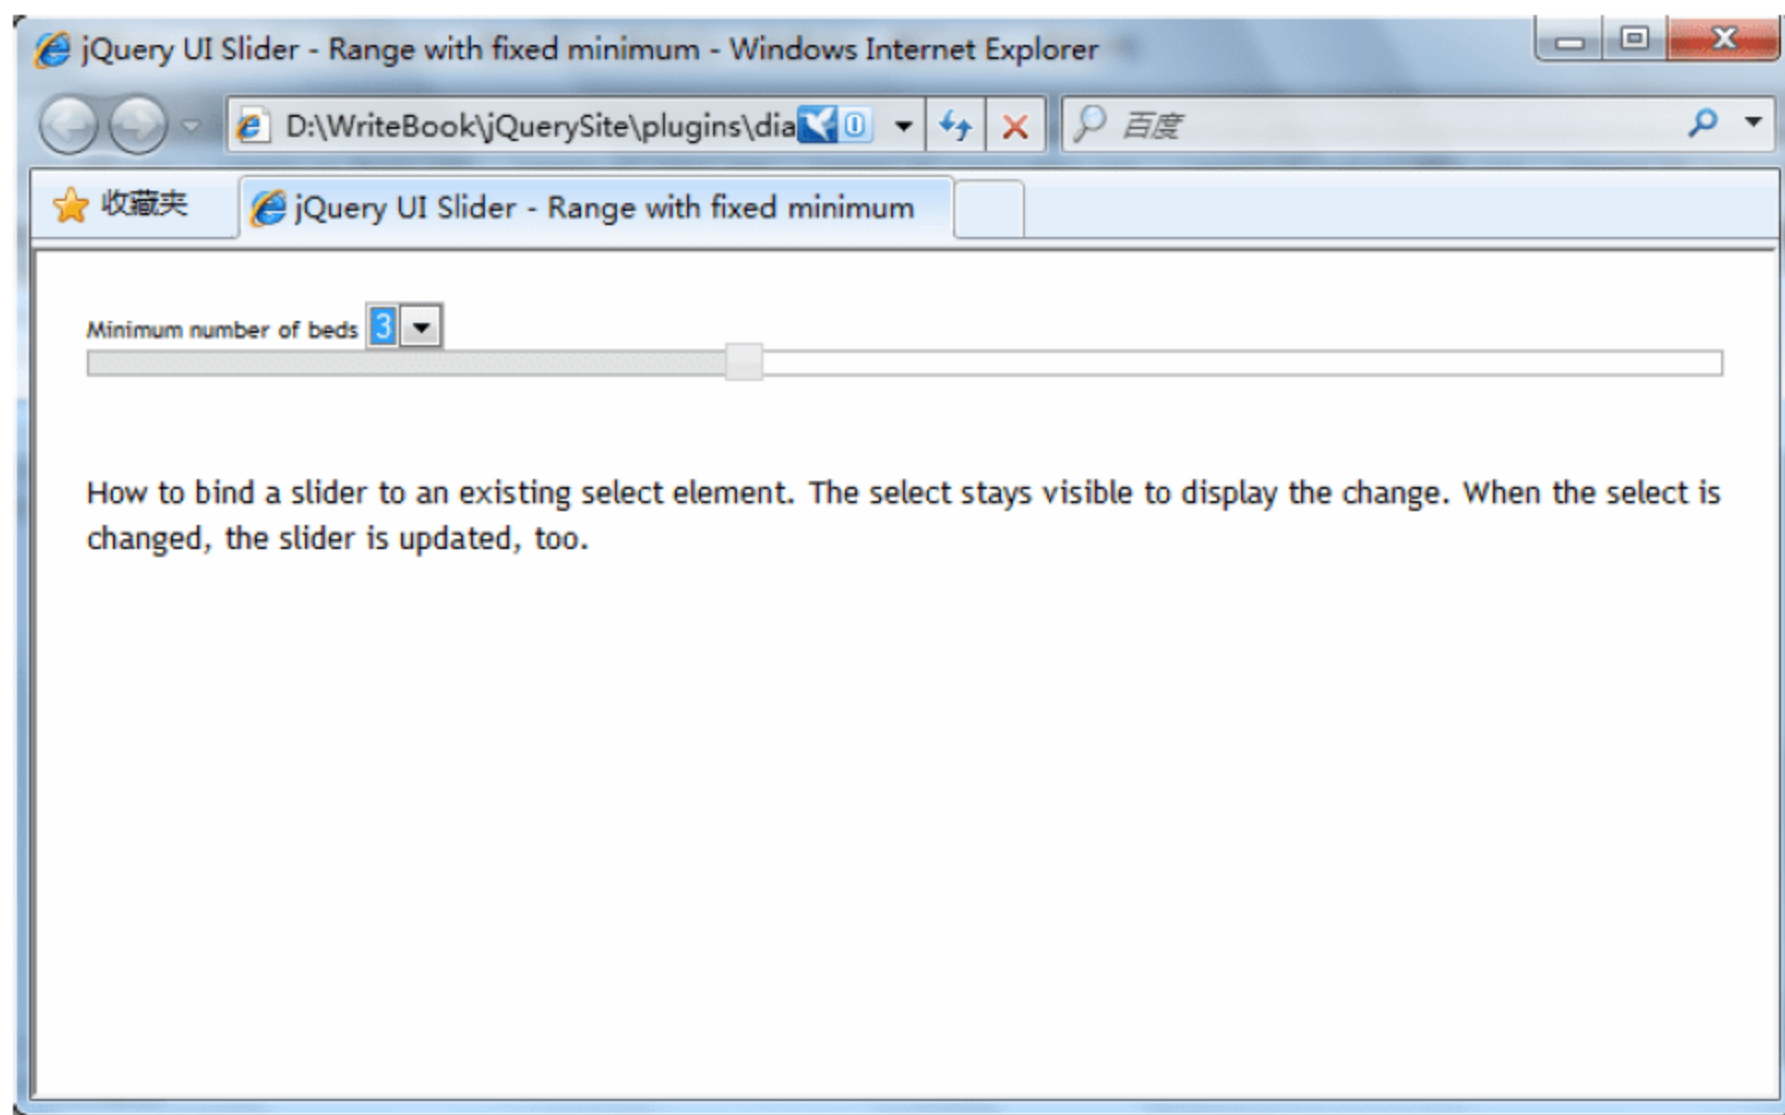 jQuery UI Slider - Range with fixed minimum - Windows Internet Explorer
D:\WriteBook\jQuerySite\plugins\dia
百度
收藏夹
jQuery UI Slider - Range with fixed minimum
Minimum number of beds 3
How to bind a slider to an existing select element. The select stays visible to display the change. When the select is
changed, the slider is updated, too.